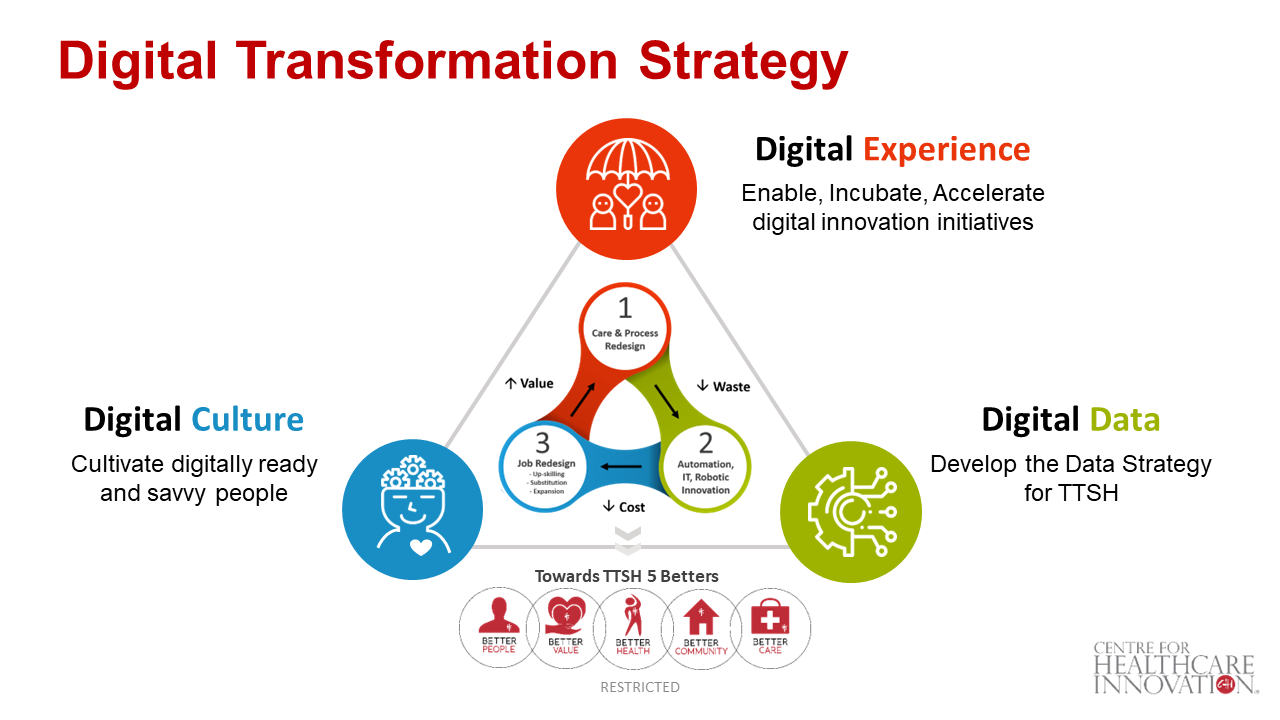 Digital Transformation Strategy
Digital Experience
Enable, Incubate, Accelerate
digital innovation initiatives
1
Care & Process
Redesign
↑ Value
↓ Waste
Digital Culture
Cultivate digitally ready
and savvy people
3
Job Redesign
- Up-skilling
- Substitution
- Expansion
2
Automation,
IT, Robotic
Innovation
↓ Cost
Digital Data
Develop the Data Strategy
for TTSH
Towards TTSH 5 Betters
BETTER
PEOPLE
BETTER
VALUE
BETTER
HEALTH
BETTER
COMMUNITY
BETTER
CARE
RESTRICTED
CENTRE FOR
HEALTHCARE
INNOVATION